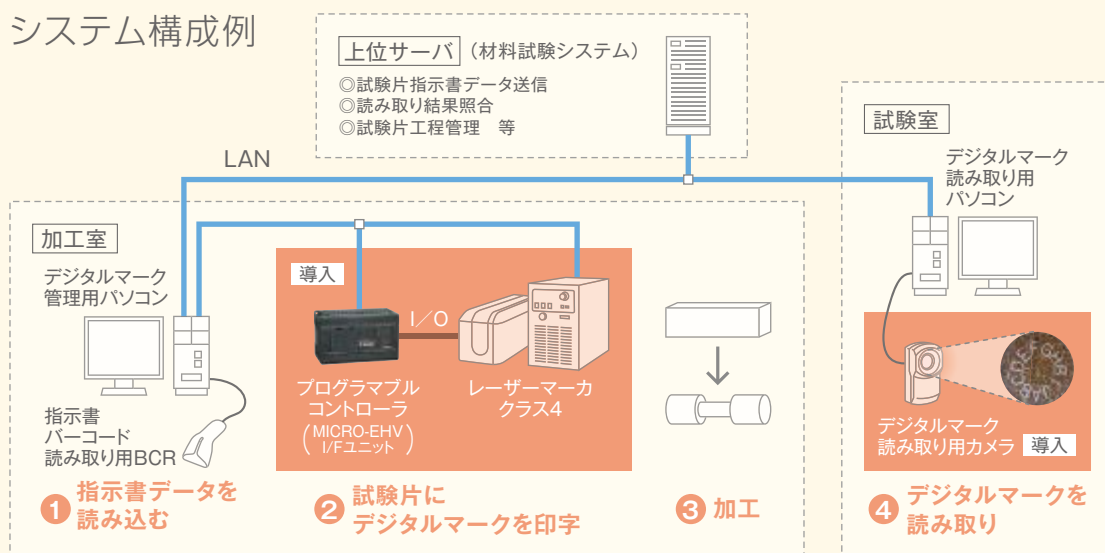 システム構成例
上位サーバ（材料試験システム）
◎試験片指示書データ送信
◎読み取り結果照合
◎試験片工程管理　等
LAN
加工室
デジタルマーク
管理用パソコン
指示書
バーコード
読み取り用BCR
❶ 指示書データを
読み込む
導入
I／O
プログラマブル
コントローラ
（MICRO-EHV
I/Fユニット）
レーザーマーカ
クラス4
❷ 試験片に
デジタルマークを印字
❸ 加工
試験室
デジタルマーク
読み取り用
パソコン
デジタルマーク
読み取り用カメラ 導入
❹ デジタルマークを
読み取り